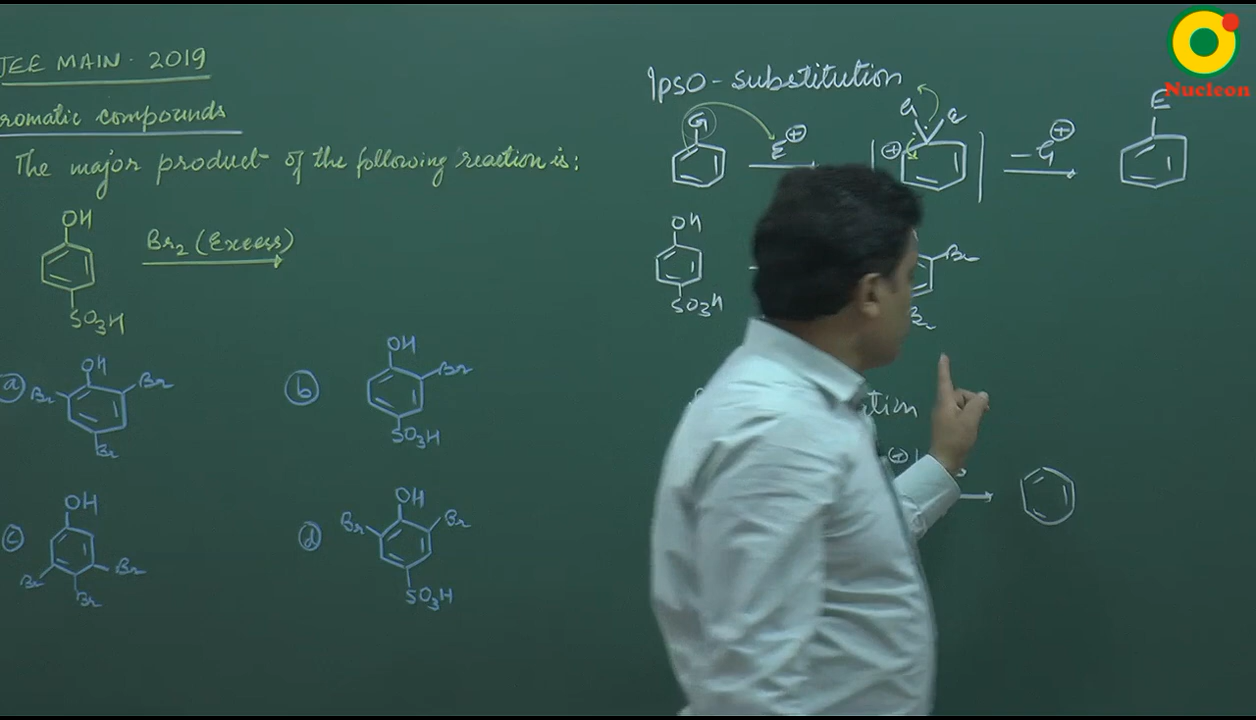 JEE MAIN - 2019
romatic compounds
The major product of the following reaction is:
OH
Br2 (Excess)
SO3H
a
OH
Br
Br
Br
b
OH
Br
SO3H
c
OH
Br
Br
Br
d
OH
Br
Br
SO3H
Ipso-substitution
G
E⊕
G
E
⊕
-G⊕
E
OH
SO3H
Br
Br
tion
⊕
Nucleon